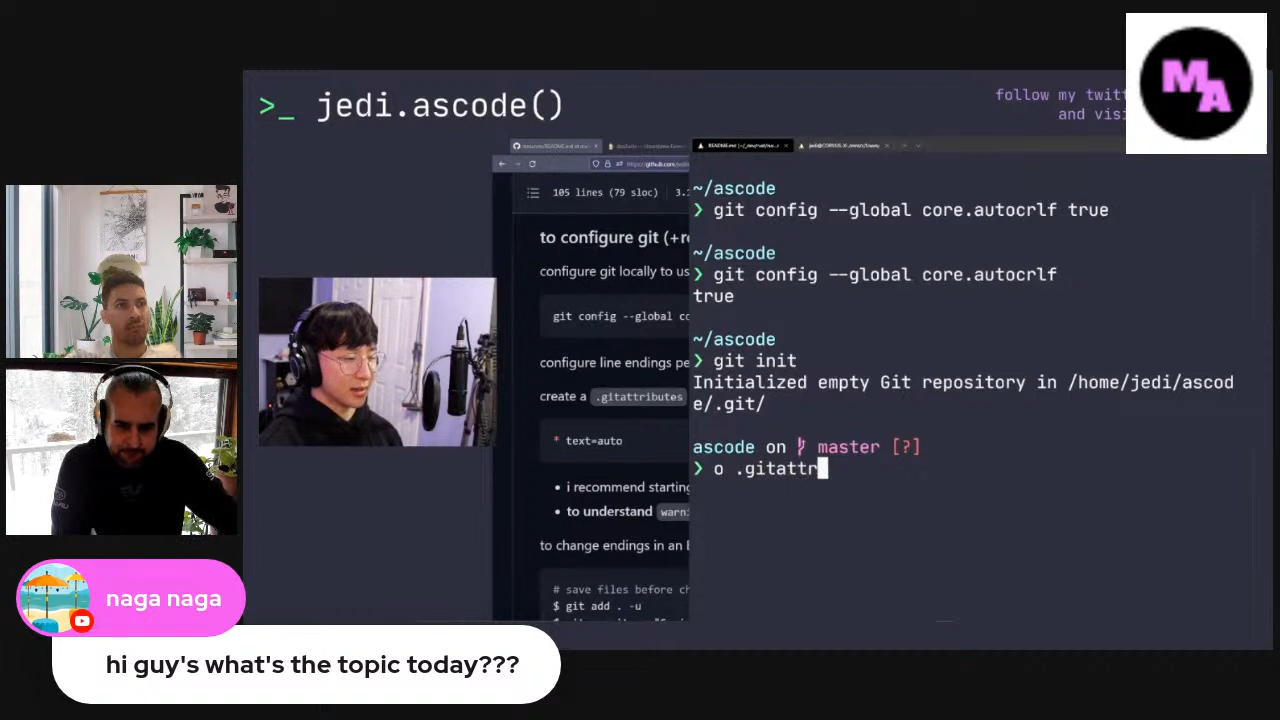 >_ jedi.ascode()
follow my twitt
and visi
MA
105 lines (79 sloc)
to configure git (+r
configure git locally to us
git config --global co
configure line endings pe
create a .gitattributes
* text=auto
i recommend starting
to understand warn
to change endings in an
# save files before ch
$ git add . -u
~/ascode
❯ git config --global core.autocrlf true
~/ascode
❯ git config --global core.autocrlf
true
~/ascode
❯ git init
Initialized empty Git repository in /home/jedi/ascod
e/.git/
ascode on master [?]
❯ o .gitattr
naga naga
hi guy's what's the topic today???